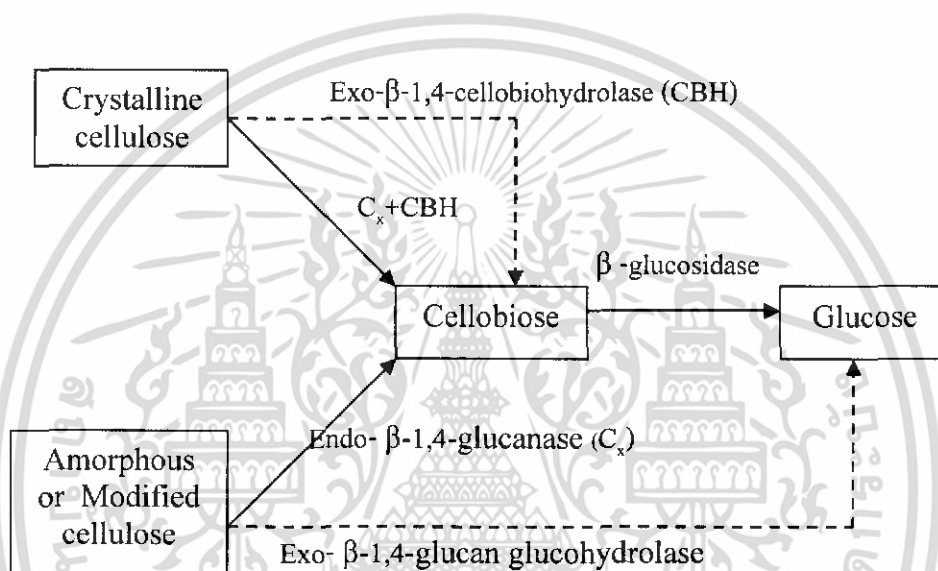 Crystalline
cellulose
Exo-β-1,4-cellobiohydrolase (CBH)
Cₓ+CBH
β -glucosidase
Cellobiose
Glucose
Endo- β-1,4-glucanase (Cₓ)
Amorphous
or Modified
cellulose
Exo- β-1,4-glucan glucohydrolase